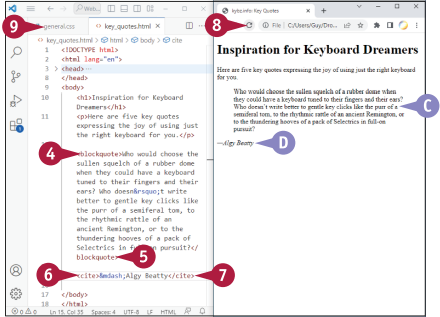 Web...
general.css
key_quotes.html
key_quotes.html > html > body > cite
1 <!DOCTYPE html>
2 <html lang="en">
3 > <head>...
8 </head>
9 <body>
10 <h1>Inspiration for Keyboard
Dreamers</h1>
11 <p>Here are five key quotes
expressing the joy of using just
the right keyboard for you.</p>
<blockquote>Who would choose the
sullen squelch of a rubber dome
when they could have a keyboard
tuned to their fingers and their
ears? Who doesn&rsquo;t write
better to gentle key clicks like
the purr of a semiferal tom, to
the rhythmic rattle of an
ancient Remington, or to the
thundering hooves of a pack of
Selectrics in full-on pursuit?</
blockquote>
<cite>&mdash;Algy Beatty</cite>
16
17 </body>
18 </html>
0 0 Ln 15, Col 35 Spaces: 4 UTF-8 LF HTML
9
4
5
6
7
kybs.info Key Quotes
8
File C:/Users/Guy/Dro...
Inspiration for Keyboard Dreamers
Here are five key quotes expressing the joy of using just the right keyboard
for you.
Who would choose the sullen squelch of a rubber dome when
they could have a keyboard tuned to their fingers and their ears?
Who doesn't write better to gentle key clicks like the purr of a
semiferal tom, to the rhythmic rattle of an ancient Remington, or
to the thundering hooves of a pack of Selectrics in full-on
pursuit?
C
—Algy Beatty
D